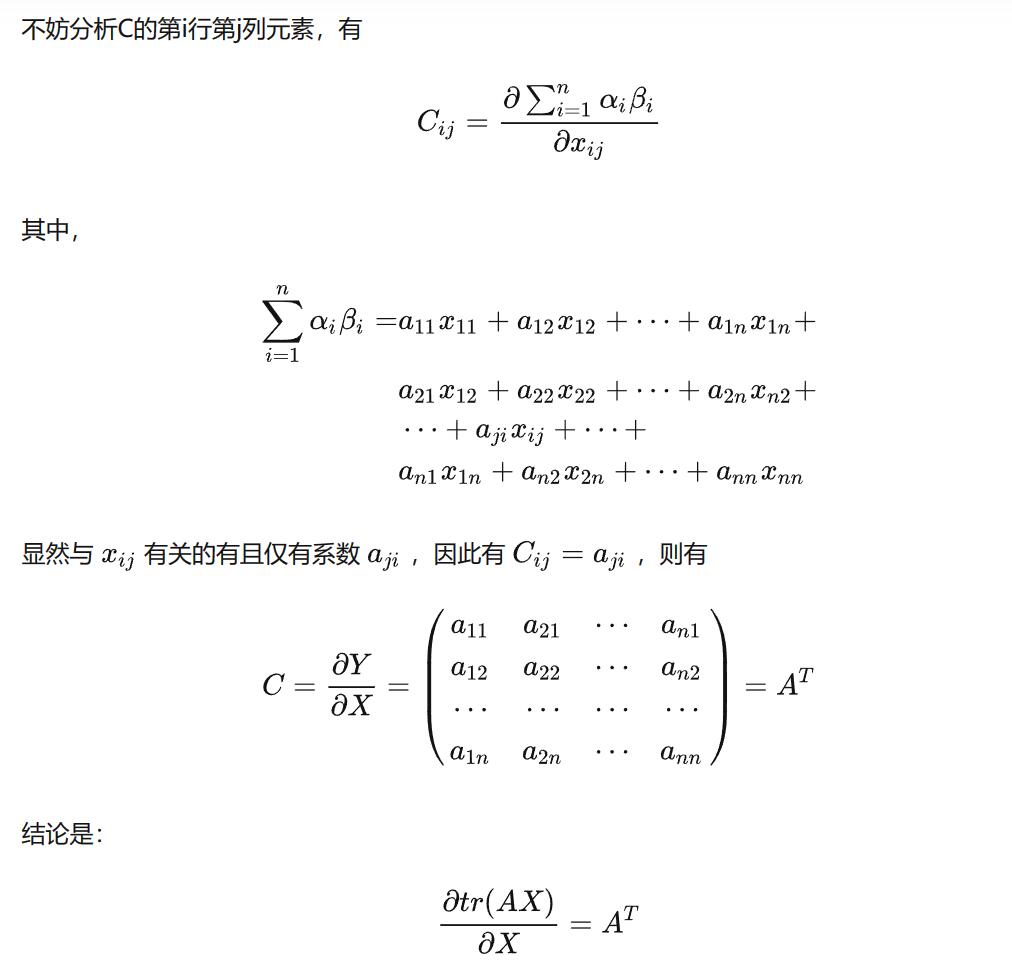 不妨分析C的第i行第j列元素，有
$$C_{ij} = \frac{\partial \sum_{i=1}^{n} \alpha_i \beta_i}{\partial x_{ij}}$$
其中，
$$\sum_{i=1}^{n} \alpha_i \beta_i = a_{11}x_{11} + a_{12}x_{12} + \cdots + a_{1n}x_{1n} +$$
$$a_{21}x_{12} + a_{22}x_{22} + \cdots + a_{2n}x_{n2} +$$
$$\cdots + a_{ji}x_{ij} + \cdots +$$
$$a_{n1}x_{1n} + a_{n2}x_{2n} + \cdots + a_{nn}x_{nn}$$
显然与 $x_{ij}$ 有关的有且仅有系数 $a_{ji}$ ，因此有 $C_{ij} = a_{ji}$ ，则有
$$C = \frac{\partial Y}{\partial X} = \begin{pmatrix} a_{11} & a_{21} & \cdots & a_{n1} \\ a_{12} & a_{22} & \cdots & a_{n2} \\ \cdots & \cdots & \cdots & \cdots \\ a_{1n} & a_{2n} & \cdots & a_{nn} \end{pmatrix} = A^T$$
结论是：
$$\frac{\partial tr(AX)}{\partial X} = A^T$$